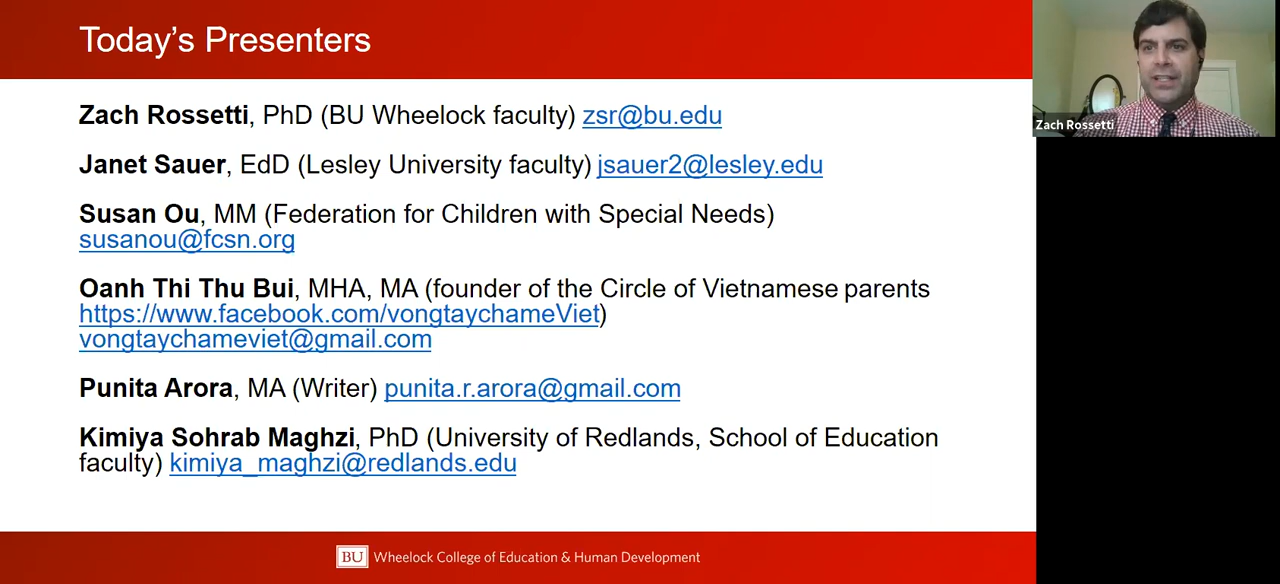 Today’s Presenters
Zach Rossetti, PhD (BU Wheelock faculty) zsr@bu.edu
Janet Sauer, EdD (Lesley University faculty) jsauer2@lesley.edu
Susan Ou, MM (Federation for Children with Special Needs)
susanou@fcsn.org
Oanh Thi Thu Bui, MHA, MA (founder of the Circle of Vietnamese parents
https://www.facebook.com/vongtaychameViet)
vongtaychameviet@gmail.com
Punita Arora, MA (Writer) punita.r.arora@gmail.com
Kimiya Sohrab Maghzi, PhD (University of Redlands, School of Education
faculty) kimiya_maghzi@redlands.edu
BU Wheelock College of Education & Human Development
Zach Rossetti